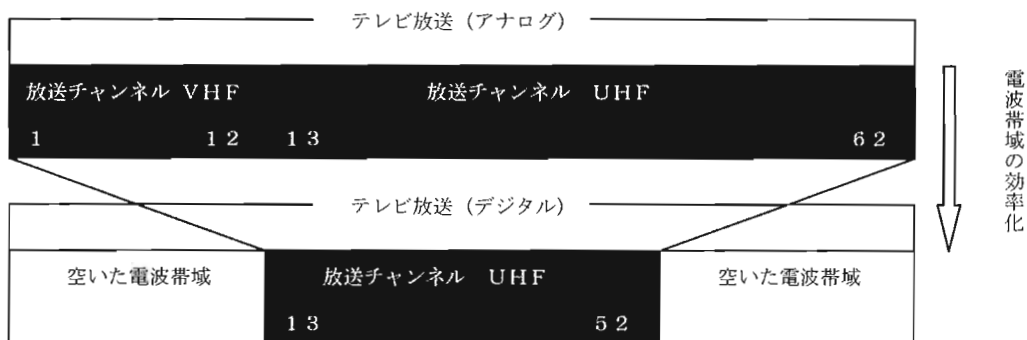 テレビ放送（アナログ）
放送チャンネル ＶＨＦ　放送チャンネル　ＵＨＦ
１　１２　１３　６２
テレビ放送（デジタル）
空いた電波帯域　放送チャンネル　ＵＨＦ　空いた電波帯域
１３　５２
電波帯域の効率化